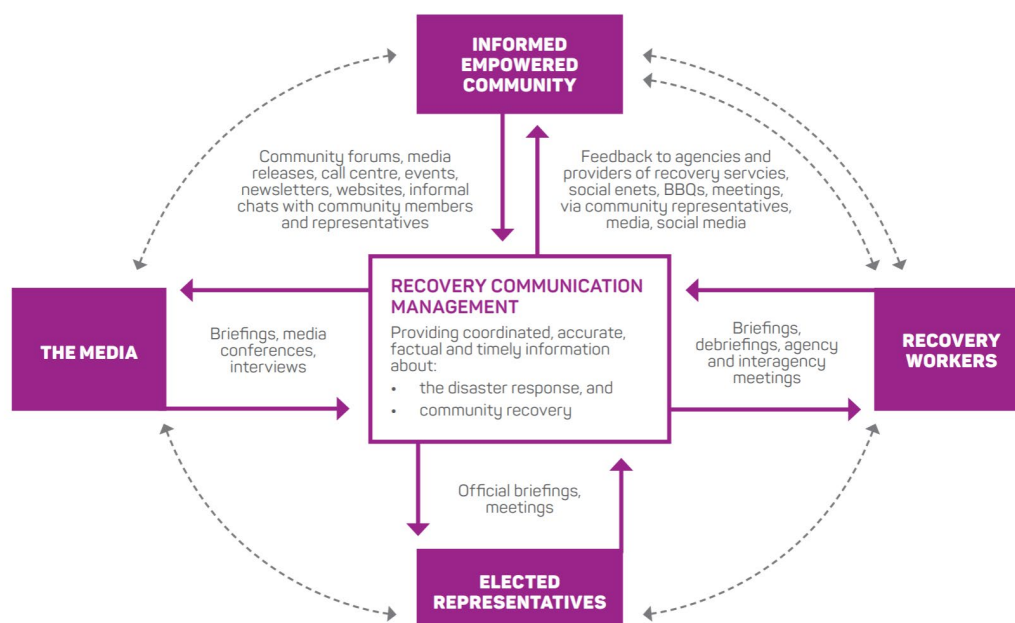 INFORMED
EMPOWERED
COMMUNITY
Community forums, media
releases, call centre, events,
newsletters, websites, informal
chats with community members
and representatives
Feedback to agencies and
providers of recovery servcies,
social enets, BBQs, meetings,
via community representatives,
media, social media
THE MEDIA
Briefings, media
conferences,
interviews
RECOVERY COMMUNICATION
MANAGEMENT
Providing coordinated, accurate,
factual and timely information
about:
• the disaster response, and
• community recovery
Briefings,
debriefings, agency
and interagency
meetings
RECOVERY
WORKERS
Official briefings,
meetings
ELECTED
REPRESENTATIVES